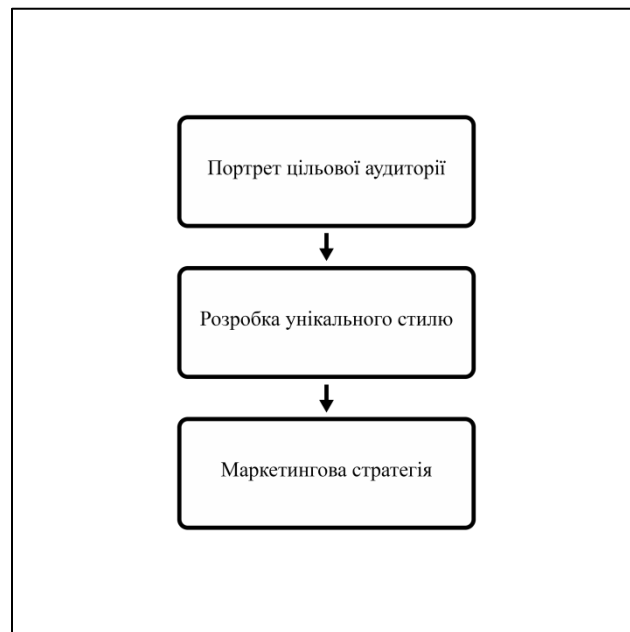 Портрет цільової аудиторії
Розробка унікального стилю
Маркетингова стратегія